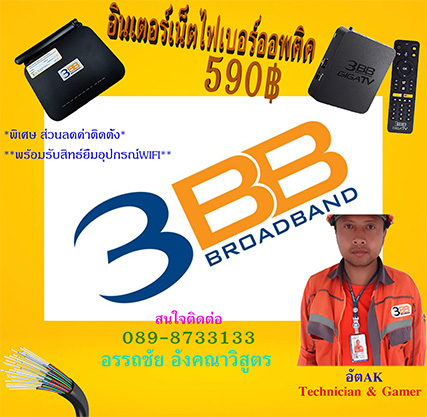 อินเตอร์เน็ตไฟเบอร์ออพติค
590฿
3BB
3BB
GIGATV
3BB
GIGATV
*พิเศษ ส่วนลดค่าติดตั้ง*
**พร้อมรับสิทธ์ยืมอุปกรณ์WIFI**
3BB
BROADBAND
3BB
สนใจติดต่อ
089-8733133
อรรถชัย อังคณาวิสูตร
อัตAK
Technician & Gamer